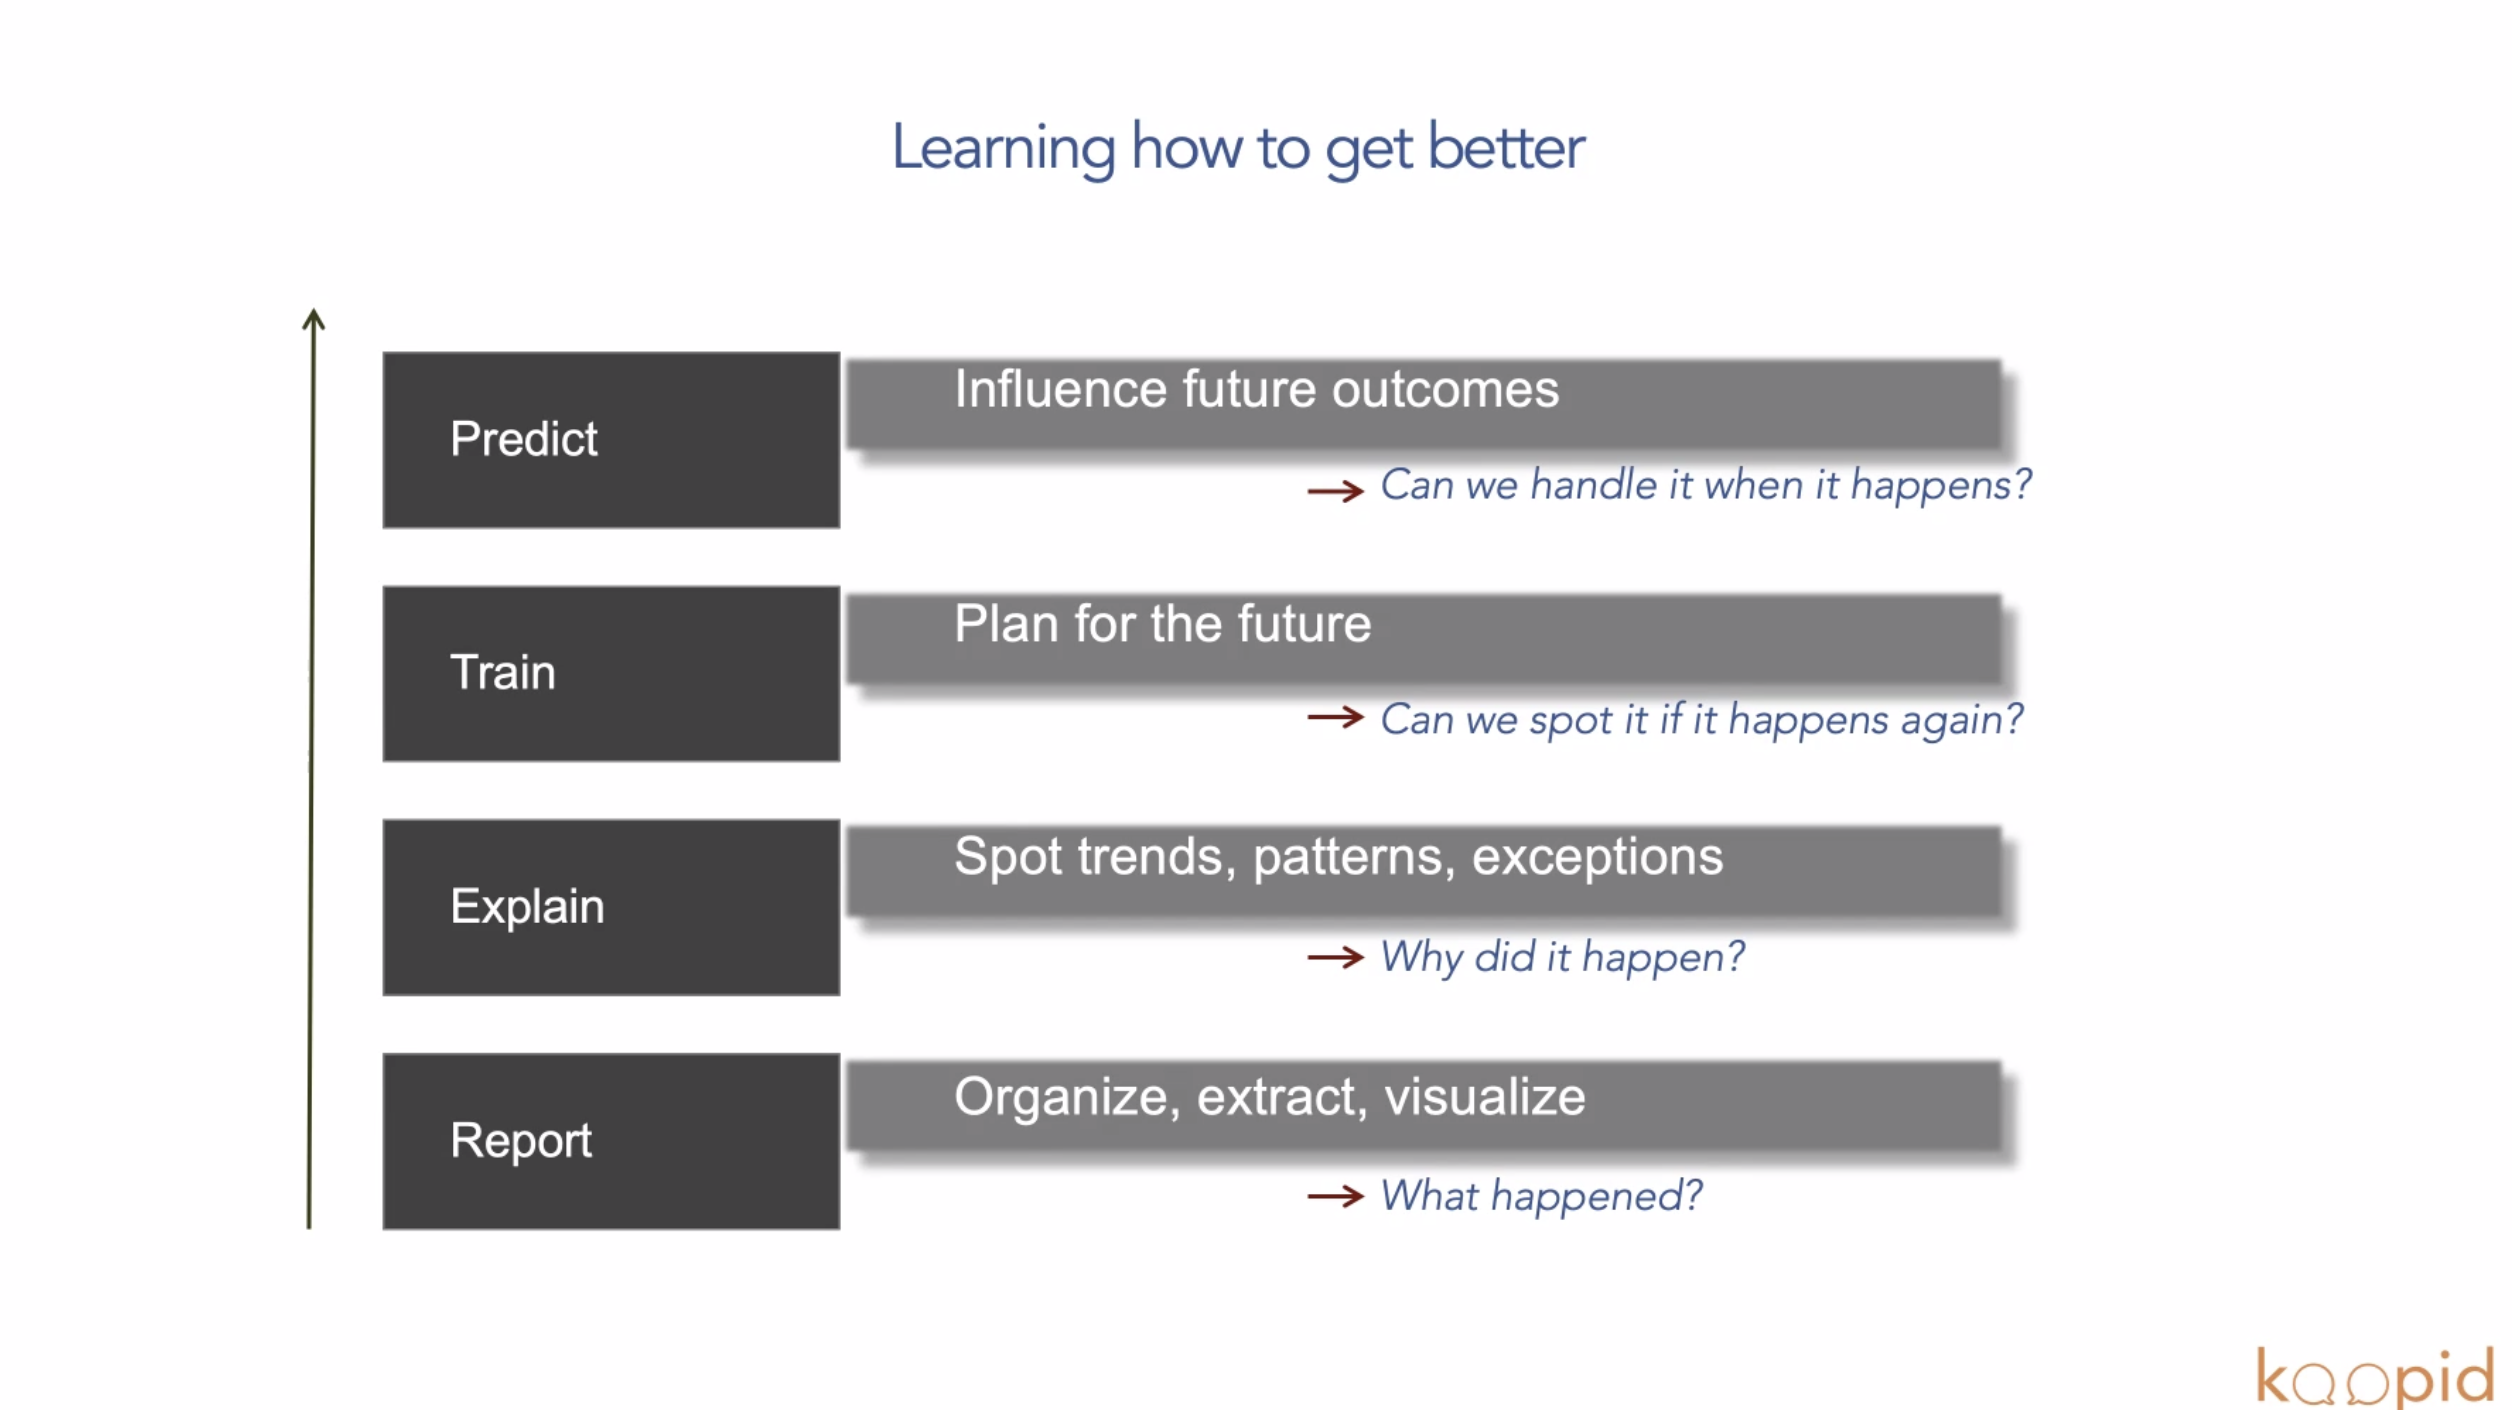 Learning how to get better
Predict
Influence future outcomes
Can we handle it when it happens?
Train
Plan for the future
Can we spot it if it happens again?
Explain
Spot trends, patterns, exceptions
Why did it happen?
Report
Organize, extract, visualize
What happened?
koopid